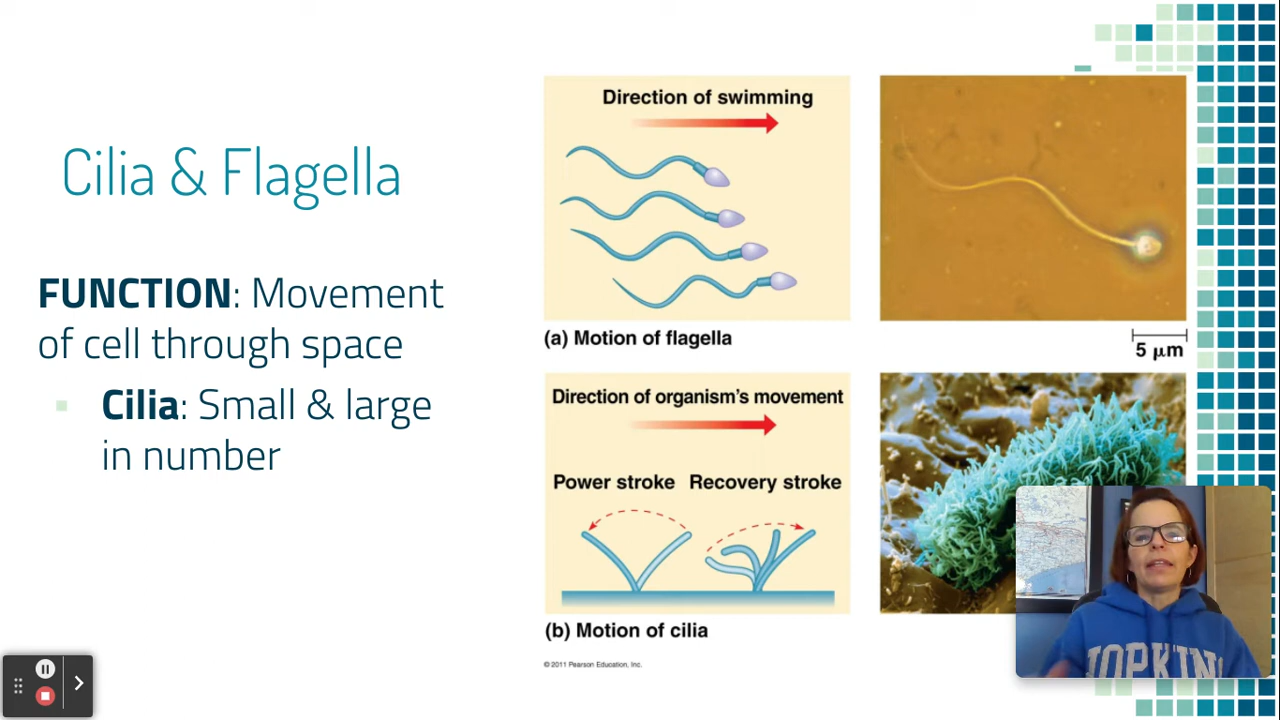 Cilia & Flagella
FUNCTION: Movement
of cell through space
Cilia: Small & large
in number
Direction of swimming
(a) Motion of flagella
5 μm
Direction of organism's movement
Power stroke Recovery stroke
(b) Motion of cilia
© 2011 Pearson Education, Inc.